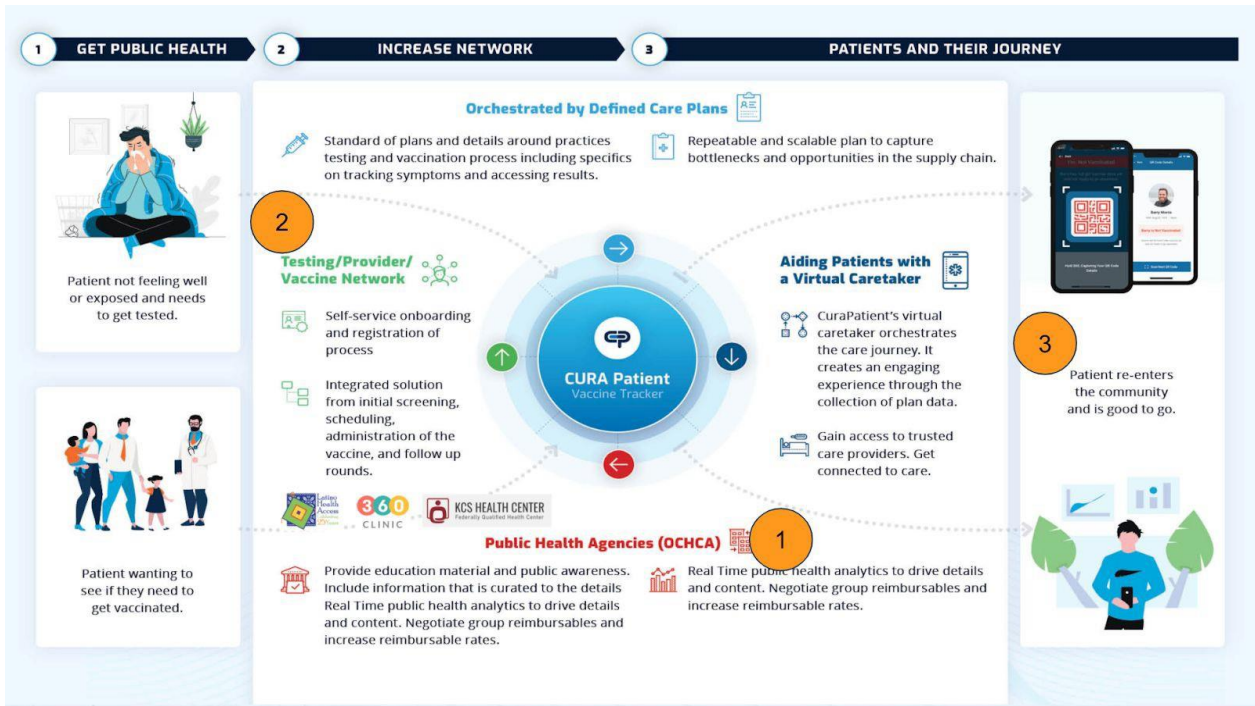 1 GET PUBLIC HEALTH
2 INCREASE NETWORK
3 PATIENTS AND THEIR JOURNEY
Patient not feeling well
or exposed and needs
to get tested.
Patient wanting to
see if they need to
get vaccinated.
Orchestrated by Defined Care Plans
Standard of plans and details around practices
testing and vaccination process including specifics
on tracking symptoms and accessing results.
Repeatable and scalable plan to capture
bottlenecks and opportunities in the supply chain.
2
Testing/Provider/
Vaccine Network
Self-service onboarding
and registration of
process
Integrated solution
from initial screening,
scheduling,
administration of the
vaccine, and follow up
rounds.
Latino
Health
Access
360
CLINIC
KCS HEALTH CENTER
Federally Qualified Health Center
CURA Patient
Vaccine Tracker
Aiding Patients with
a Virtual Caretaker
CuraPatient's virtual
caretaker orchestrates
the care journey. It
creates an engaging
experience through the
collection of plan data.
Gain access to trusted
care providers. Get
connected to care.
Public Health Agencies (OCHCA)
1
Provide education material and public awareness.
Include information that is curated to the details
Real Time public health analytics to drive details
and content. Negotiate group reimbursables and
increase reimbursable rates.
Real Time public health analytics to drive details
and content. Negotiate group reimbursables and
increase reimbursable rates.
3
Patient re-enters
the community
and is good to go.